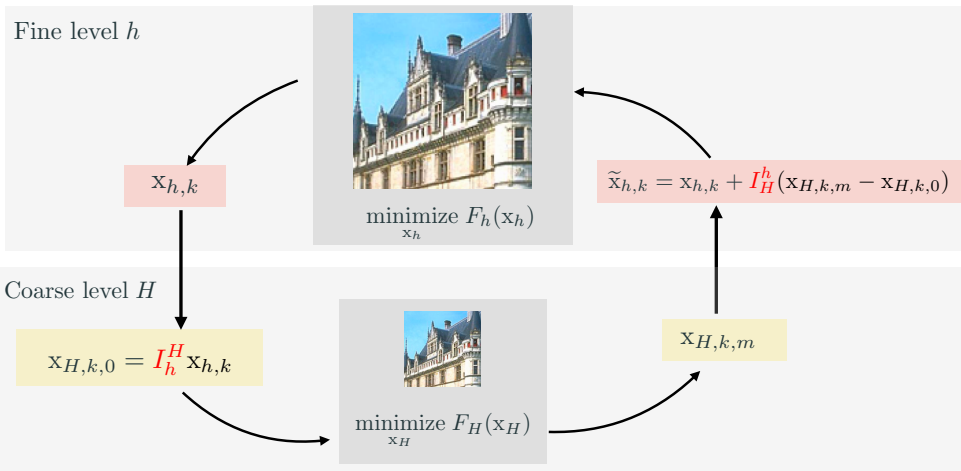 Fine level h
x_{h,k}
minimize F_h(x_h)
x_h
x̃_{h,k} = x_{h,k} + I_H^h(x_{H,k,m} − x_{H,k,0})
Coarse level H
x_{H,k,0} = I_h^H x_{h,k}
minimize F_H(x_H)
x_H
x_{H,k,m}